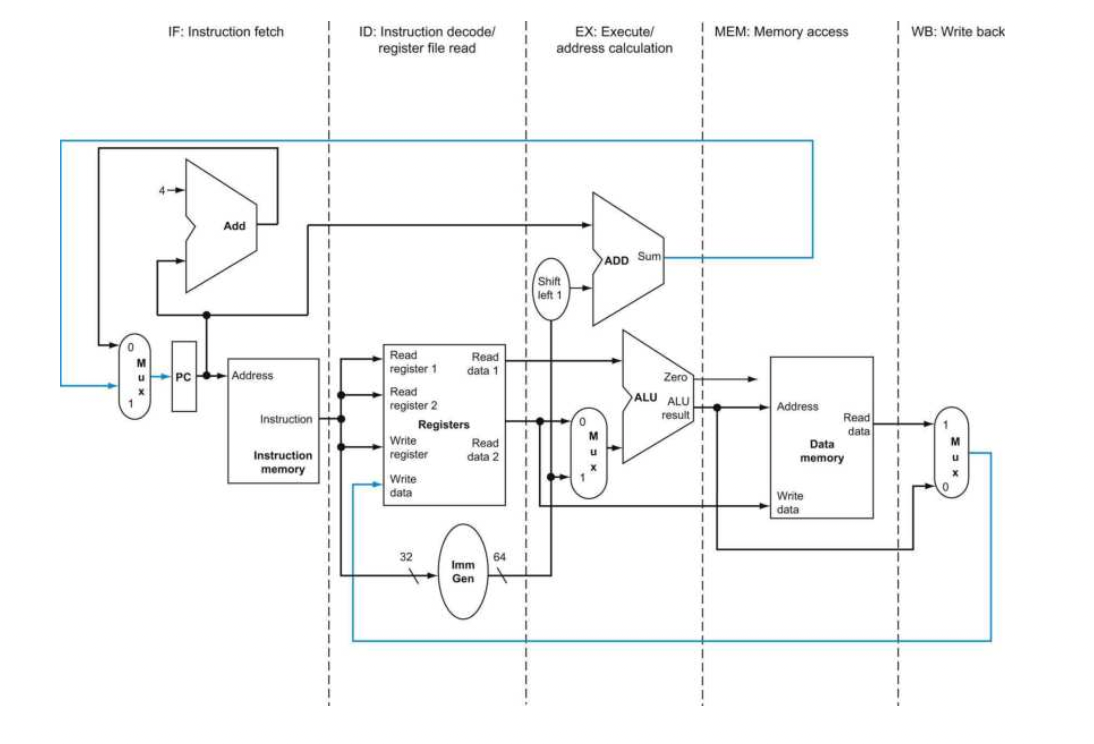 IF: Instruction fetch
ID: Instruction decode/
register file read
EX: Execute/
address calculation
MEM: Memory access
WB: Write back
4
Add
ADD
Sum
Shift
left 1
0
M
u
x
1
PC
Address
Instruction
Instruction
memory
Read
register 1
Read
data 1
Read
register 2
Registers
Write
register
Read
data 2
Write
data
0
M
u
x
1
Zero
ALU
ALU
result
Address
Read
data
Data
memory
Write
data
1
M
u
x
0
32
Imm
Gen
64